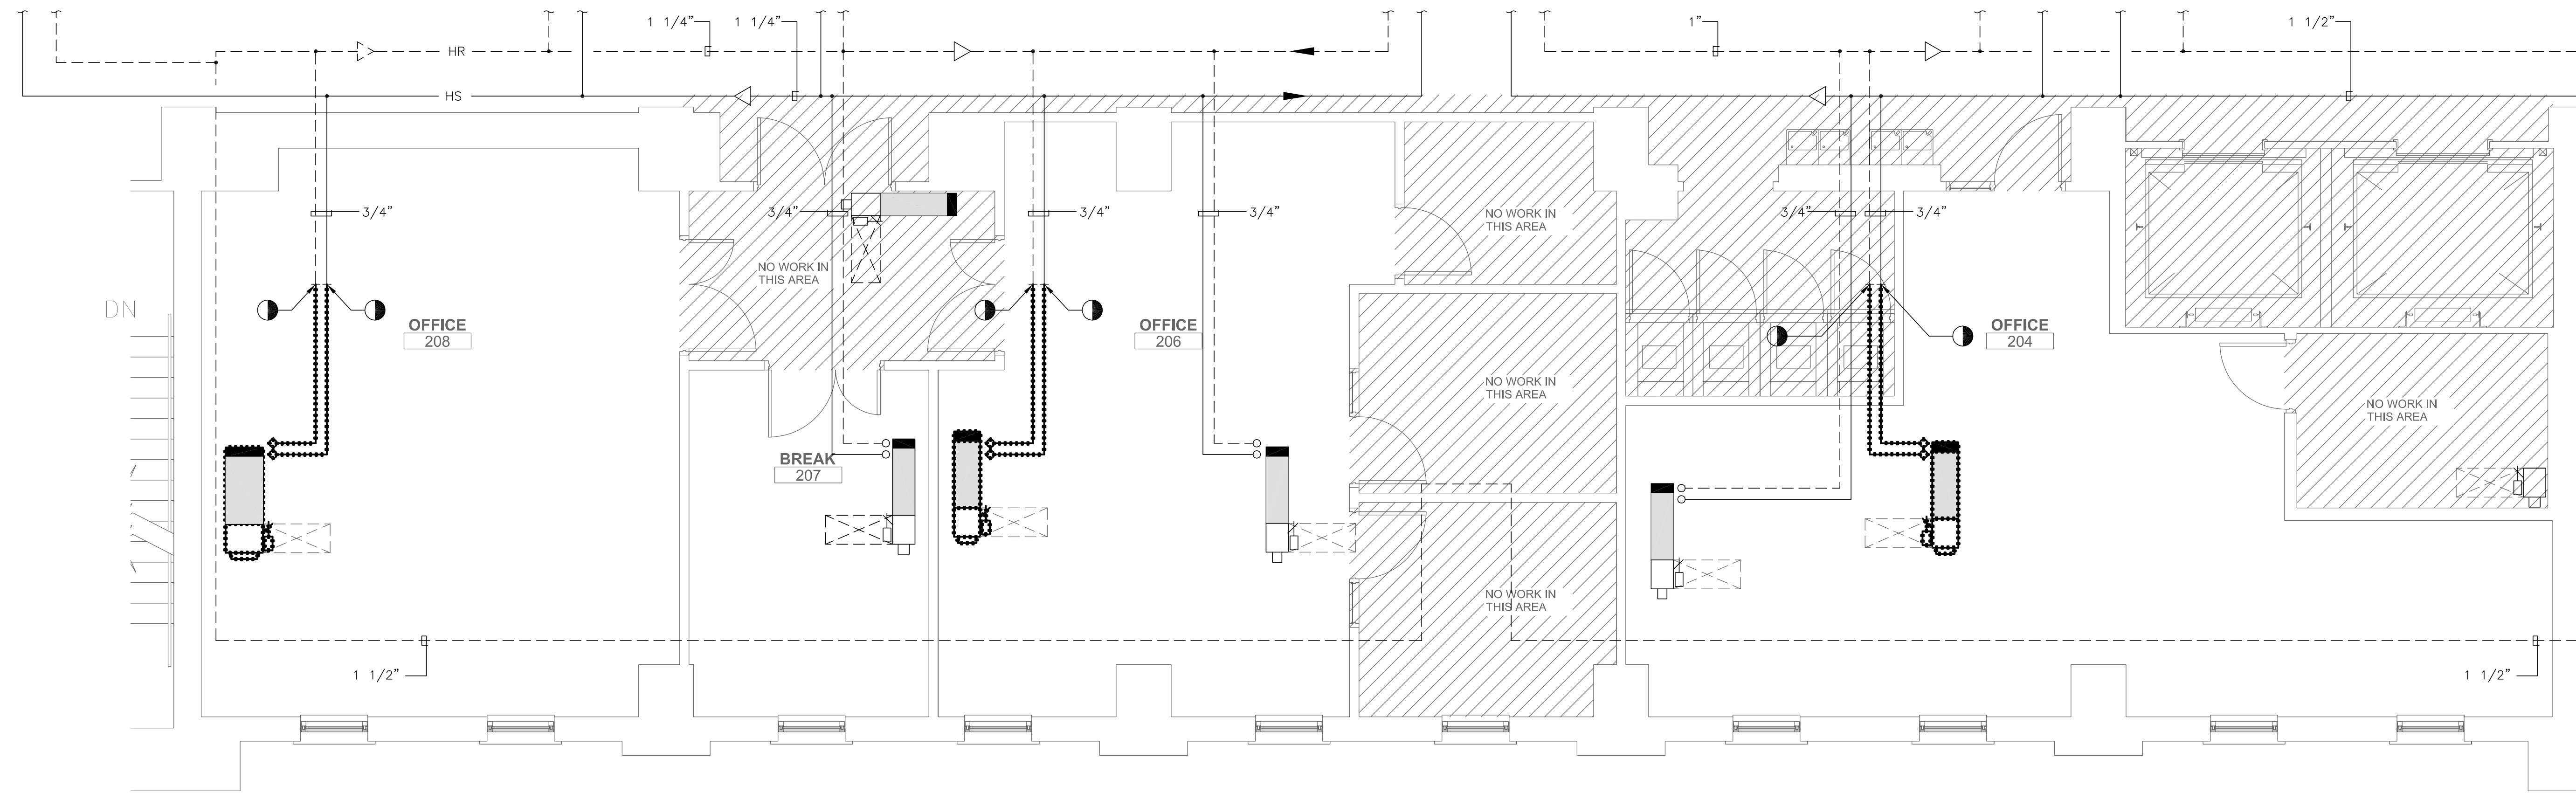 1 1/4”
1 1/4”
1”
1 1/2”
HR
HS
3/4”
3/4”
3/4”
3/4”
3/4”
3/4”
NO WORK IN
THIS AREA
NO WORK IN
THIS AREA
DN
OFFICE
208
OFFICE
206
OFFICE
204
NO WORK IN
THIS AREA
NO WORK IN
THIS AREA
BREAK
207
NO WORK IN
THIS AREA
1 1/2”
1 1/2”